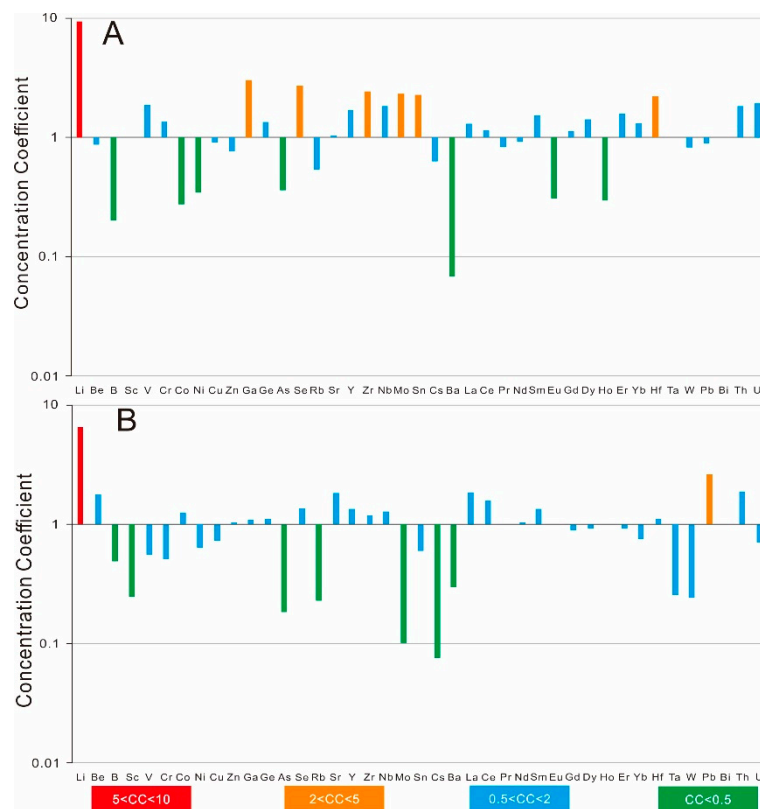 A
Concentration Coefficient
10
1
0.1
0.01
Li Be B Sc V Cr Co Ni Cu Zn Ga Ge As Se Rb Sr Y Zr Nb Mo Sn Cs Ba La Ce Pr Nd Sm Eu Gd Dy Ho Er Yb Hf Ta W Pb Bi Th U
B
Concentration Coefficient
10
1
0.1
0.01
Li Be B Sc V Cr Co Ni Cu Zn Ga Ge As Se Rb Sr Y Zr Nb Mo Sn Cs Ba La Ce Pr Nd Sm Eu Gd Dy Ho Er Yb Hf Ta W Pb Bi Th U
5<CC<10 2<CC<5 0.5<CC<2 CC<0.5